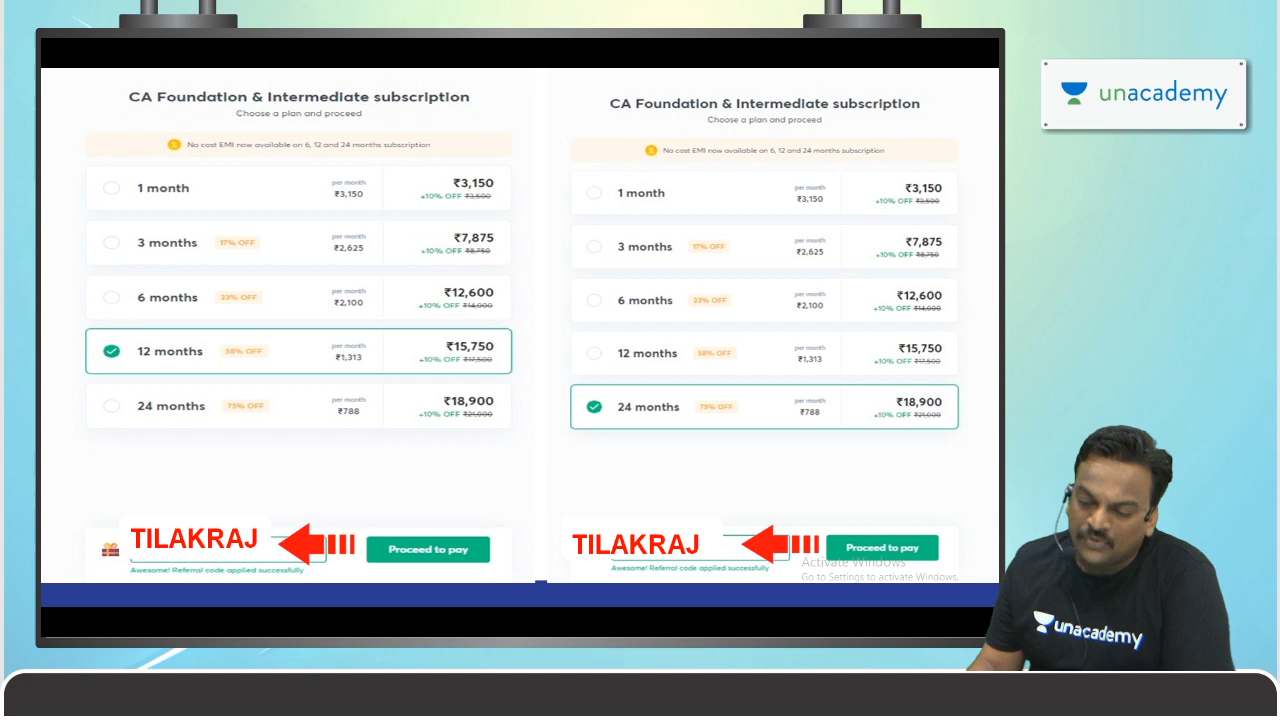 CA Foundation & Intermediate subscription
Choose a plan and proceed
No cost EMI now available on 6, 12 and 24 months subscription
1 month per month ₹3,150 ₹3,150 +10% OFF ₹3,500
3 months 17% OFF per month ₹2,625 ₹7,875 +10% OFF ₹8,750
6 months 33% OFF per month ₹2,100 ₹12,600 +10% OFF ₹14,000
12 months 58% OFF per month ₹1,313 ₹15,750 +10% OFF ₹17,500
24 months 75% OFF per month ₹788 ₹18,900 +10% OFF ₹21,000
TILAKRAJ
Proceed to pay
Awesome! Referral code applied successfully
CA Foundation & Intermediate subscription
Choose a plan and proceed
No cost EMI now available on 6, 12 and 24 months subscription
1 month per month ₹3,150 ₹3,150 +10% OFF ₹3,500
3 months 17% OFF per month ₹2,625 ₹7,875 +10% OFF ₹8,750
6 months 33% OFF per month ₹2,100 ₹12,600 +10% OFF ₹14,000
12 months 58% OFF per month ₹1,313 ₹15,750 +10% OFF ₹17,500
24 months 75% OFF per month ₹788 ₹18,900 +10% OFF ₹21,000
TILAKRAJ
Proceed to pay
Awesome! Referral code applied successfully
Activate Windows
Go to Settings to activate Windows.
unacademy
unacademy